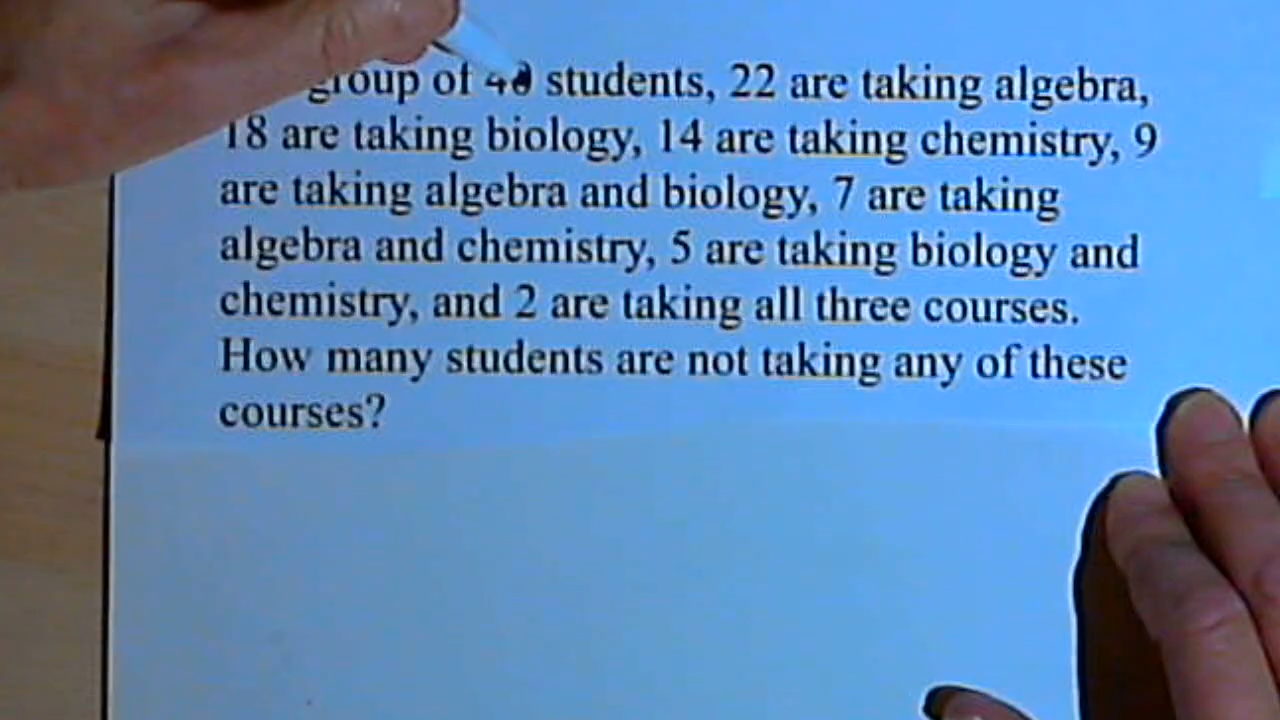 group of students, 22 are taking algebra,
18 are taking biology, 14 are taking chemistry, 9
are taking algebra and biology, 7 are taking
algebra and chemistry, 5 are taking biology and
chemistry, and 2 are taking all three courses.
How many students are not taking any of these
courses?